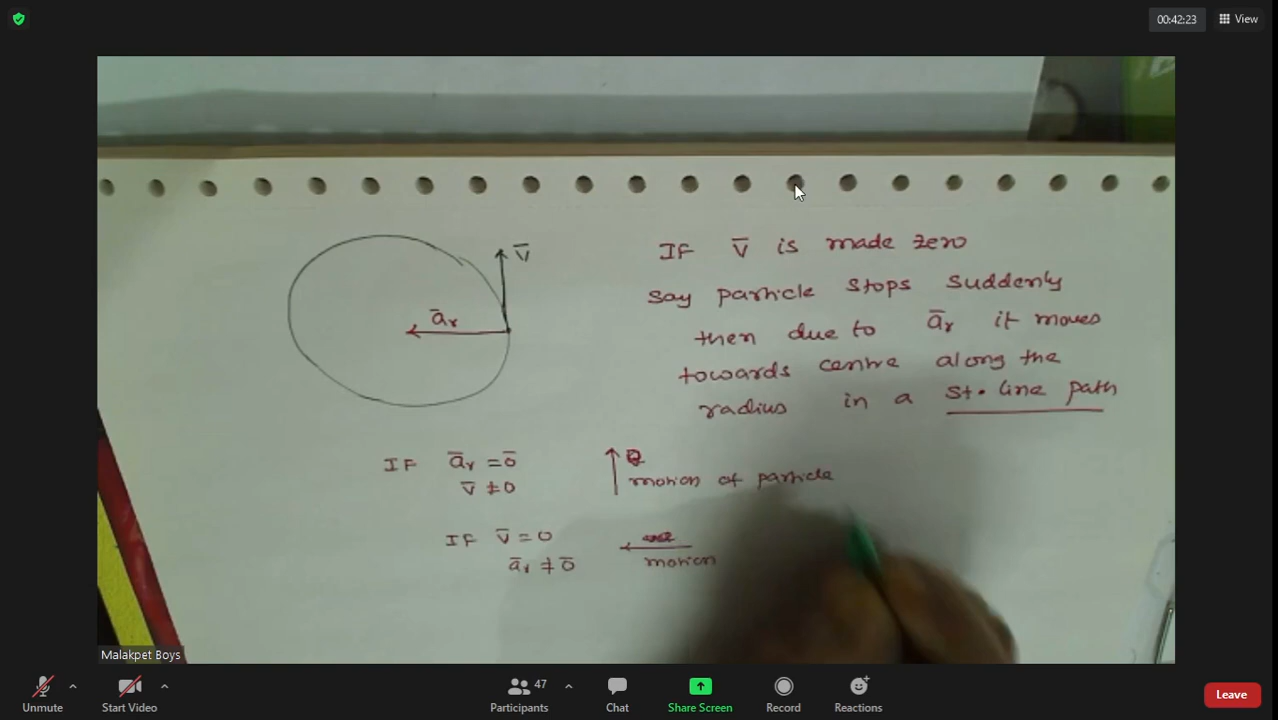 00:42:23
View
IF v̄ is made zero
say particle stops suddenly
then due to āᵣ it moves
towards centre along the
radius in a st. line path
v̄
āᵣ
IF āᵣ = 0̄
v̄ ≠ 0
motion of particle
IF v̄ = 0
āᵣ ≠ 0̄
motion
Malakpet Boys
Unmute
Start Video
Participants
47
Chat
Share Screen
Record
Reactions
Leave